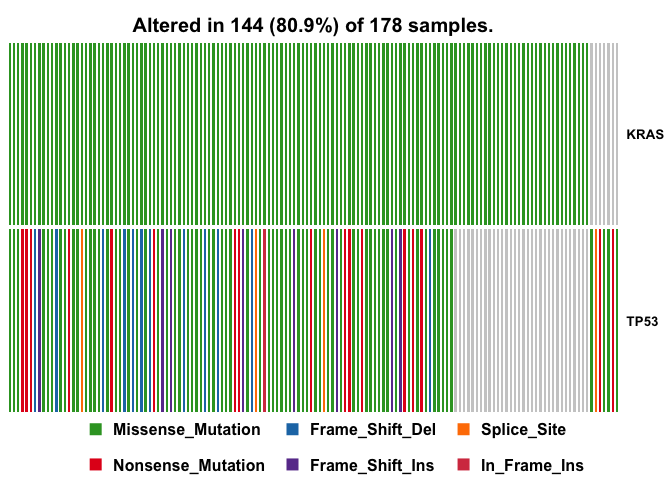 Altered in 144 (80.9%) of 178 samples.
KRAS
TP53
Missense_Mutation Frame_Shift_Del Splice_Site
Nonsense_Mutation Frame_Shift_Ins In_Frame_Ins